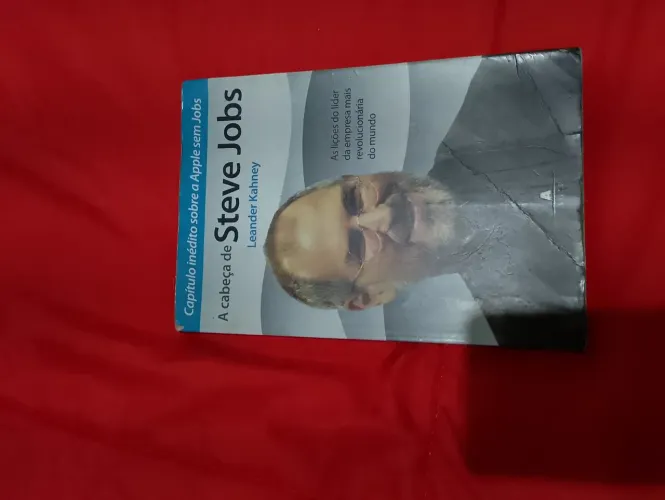 Capítulo inédito sobre a Apple sem Jobs
A cabeça de
Steve Jobs
Leander Kahney
As lições do líder
da empresa mais
revolucionária
do mundo